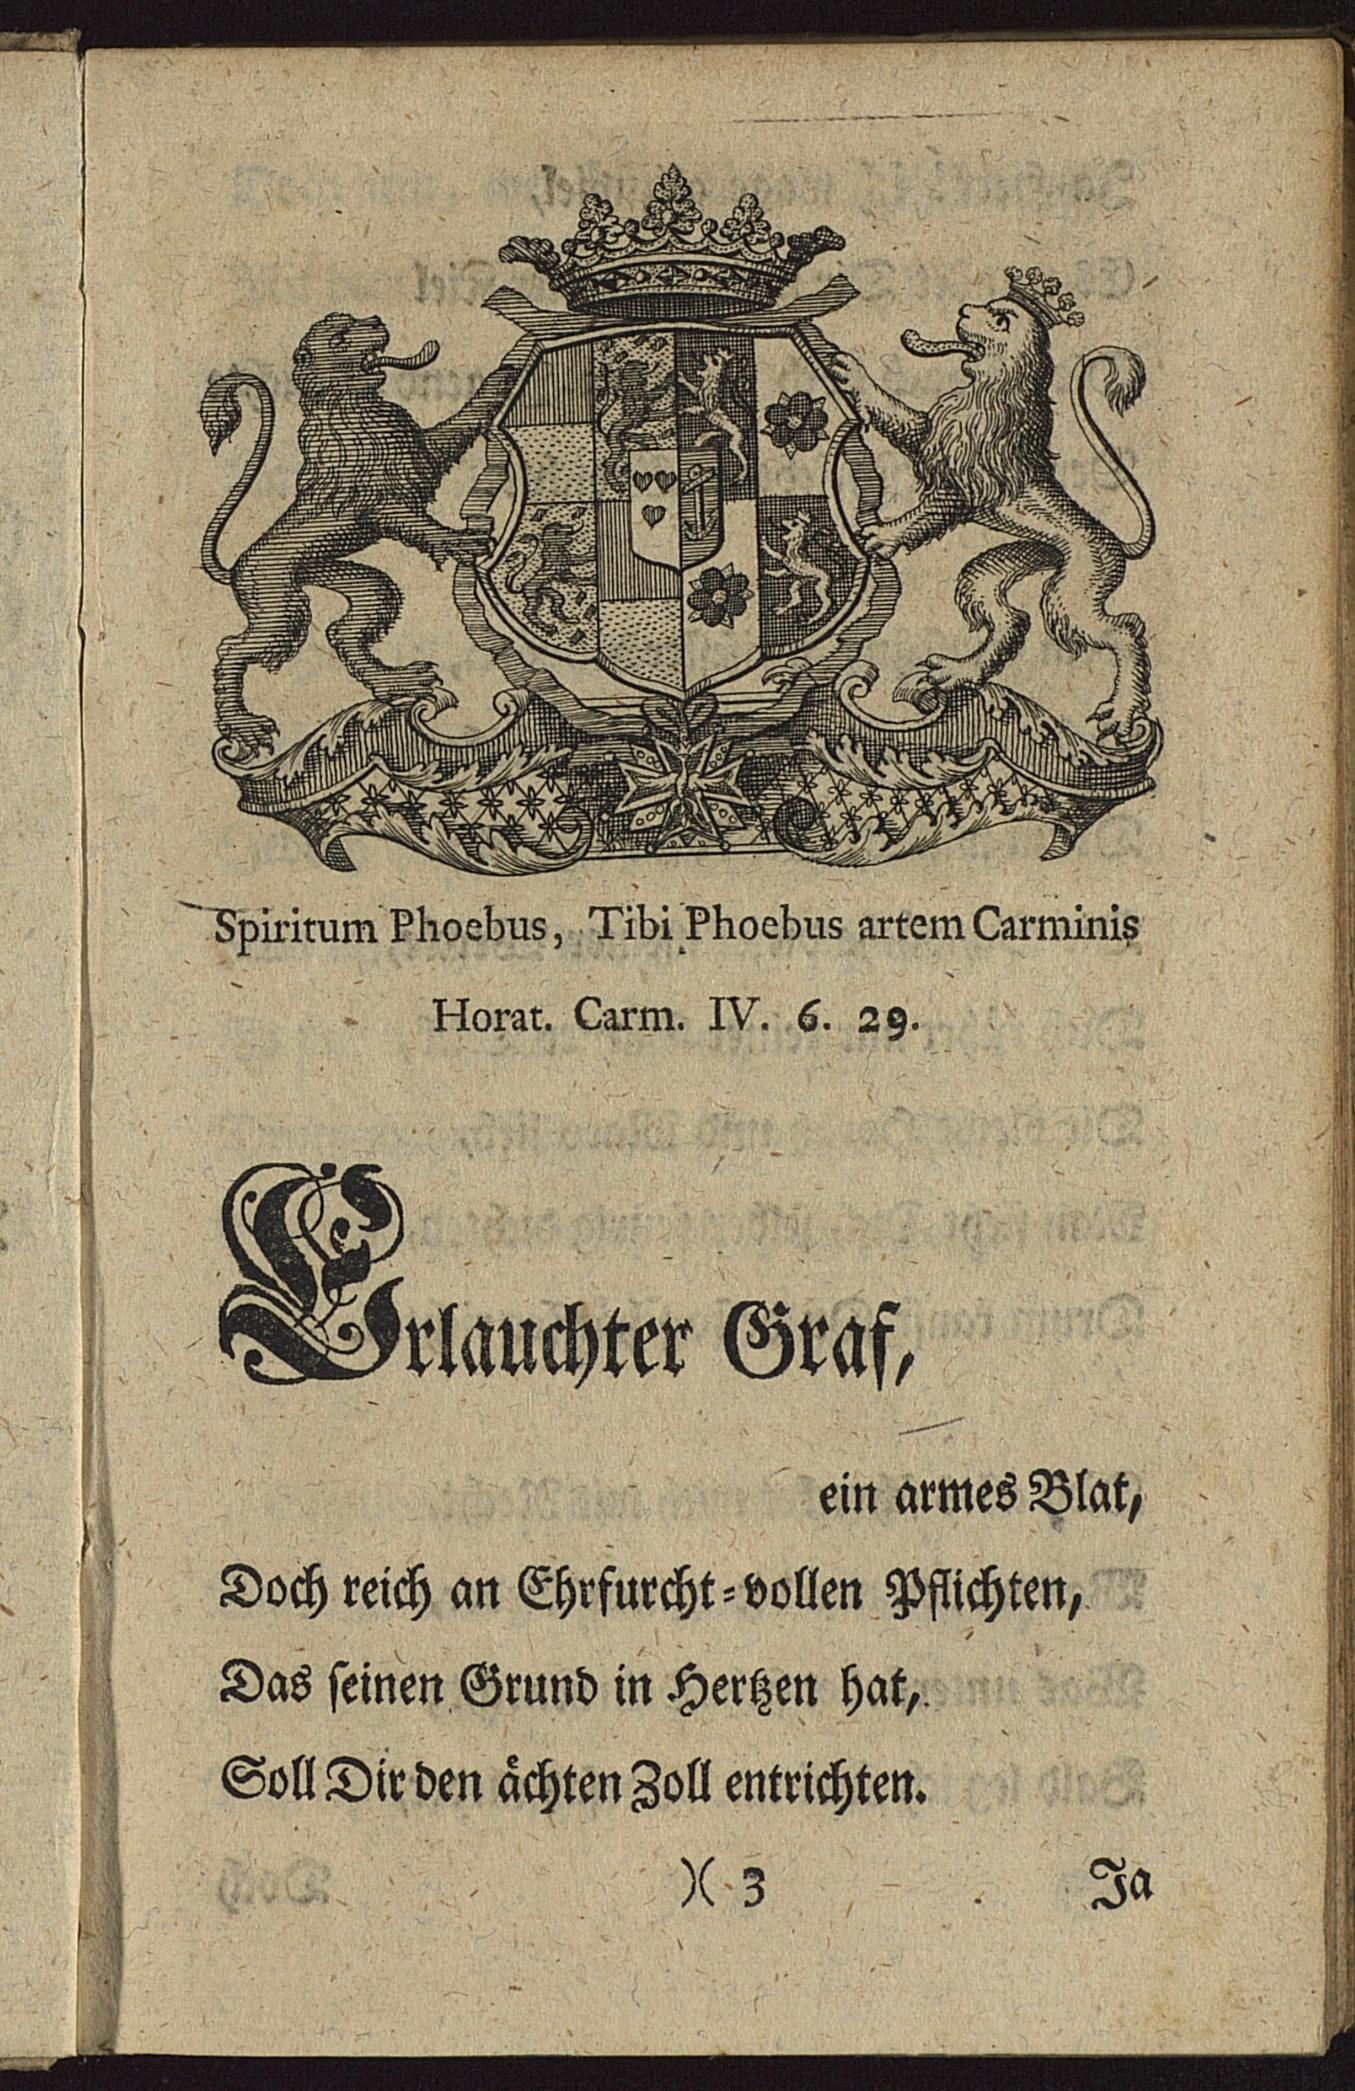 Spiritum Phoebus, Tibi Phoebus artem Carminis
Horat. Carm. IV. 6. 29.
Erlauchter Graf,
ein armes Blat,
Doch reich an Ehrfurcht=vollen Pflichten,
Das ſeinen Grund in Hertzen hat,
Soll Dir den aͤchten Zoll entrichten.
)( 3 Ja